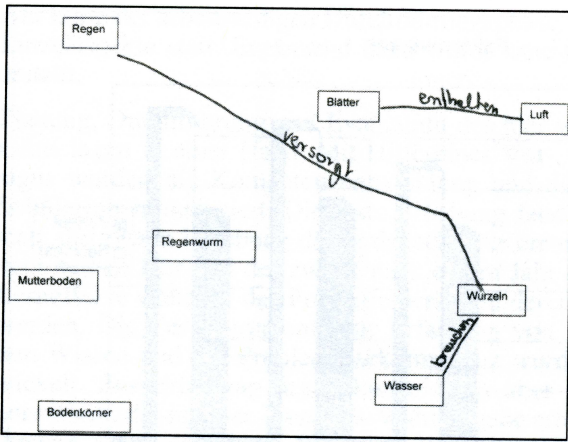 Regen
Blätter
enthalten
Luft
versorgt
Regenwurm
Mutterboden
Wurzeln
brauchen
Wasser
Bodenkörner